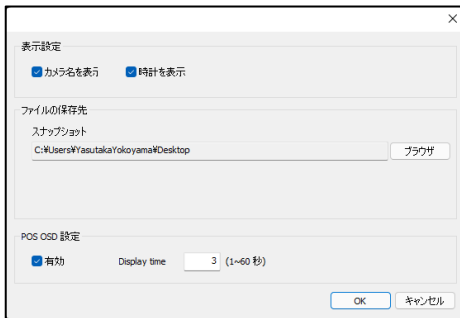 表示設定
カメラ名を表示 時計を表示
ファイルの保存先
スナップショット
C:¥Users¥YasutakaYokoyama¥Desktop ブラウザ
POS OSD 設定
有効 Display time 3 (1~60 秒)
OK キャンセル